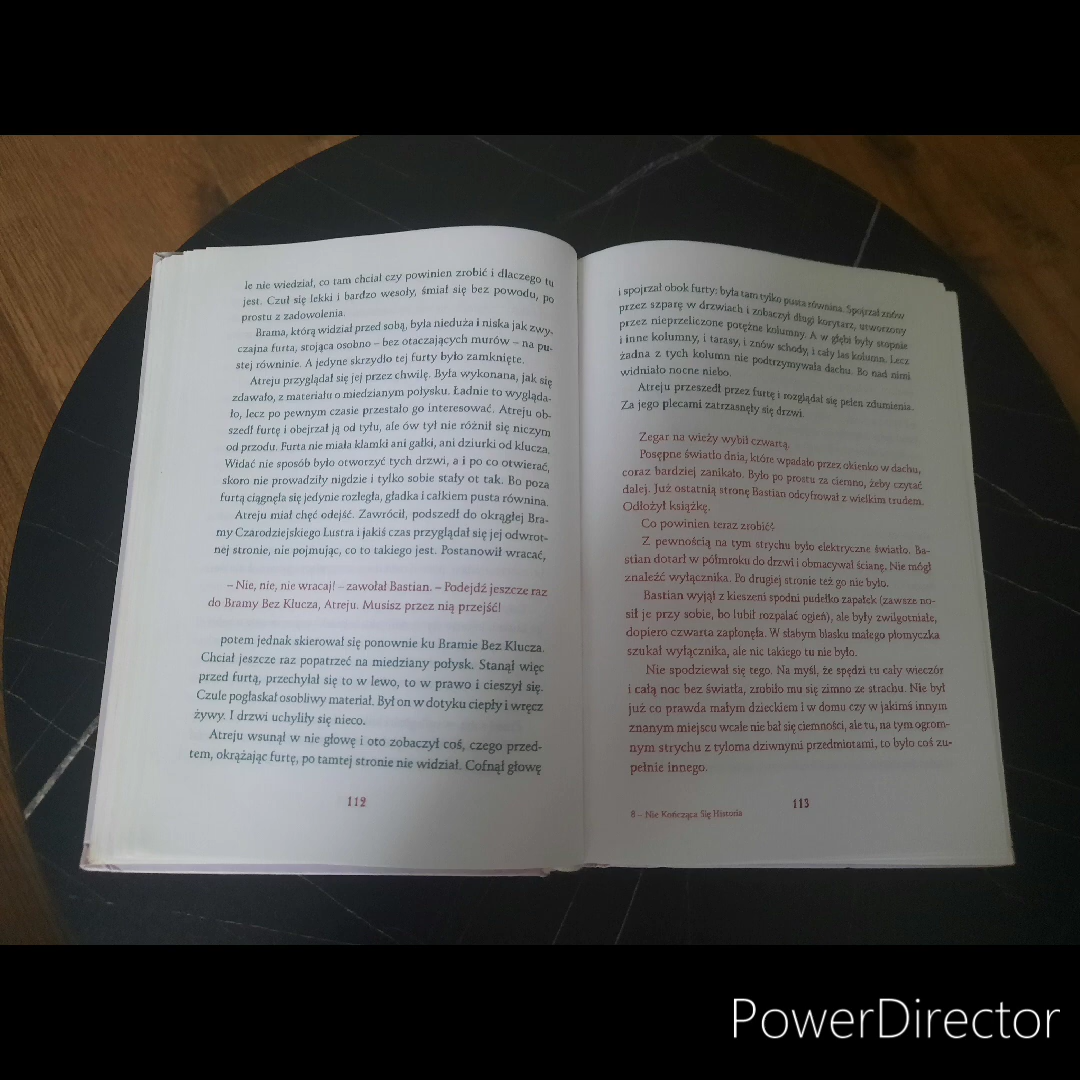 le nie wiedział, co tam chciał czy powinien zrobić i dlaczego tu
jest. Czuł się lekki i bardzo wesoły, śmiał się bez powodu, po
prostu z zadowolenia.
Brama, którą widział przed sobą, była nieduża i niska jak zwy-
czajna furta, stojąca osobno – bez otaczających murów – na pu-
stej równinie. A jedyne skrzydło tej furty było zamknięte.
Atreju przyglądał się jej przez chwilę. Była wykonana, jak się
zdawało, z materiału o miedzianym połysku. Ładnie to wygląda-
ło, lecz po pewnym czasie przestało go interesować. Atreju ob-
szedł furtę i obejrzał ją od tyłu, ale ów tył nie różnił się niczym
od przodu. Furta nie miała klamki ani gałki, ani dziurki od klucza.
Widać nie sposób było otworzyć tych drzwi, a i po co otwierać,
skoro nie prowadziły nigdzie i tylko sobie stały ot tak. Bo poza
furtą ciągnęła się jedynie rozległa, gładka i całkiem pusta równina.
Atreju miał chęć odejść. Zawrócił, podszedł do okrągłej Bra-
my Czarodziejskiego Lustra i jakiś czas przyglądał się jej odwrot-
nej stronie, nie pojmując, co to takiego jest. Postanowił wracać,
– Nie, nie, nie wracaj! – zawołał Bastian. – Podejdź jeszcze raz
do Bramy Bez Klucza, Atreju. Musisz przez nią przejść!
potem jednak skierował się ponownie ku Bramie Bez Klucza.
Chciał jeszcze raz popatrzeć na miedziany połysk. Stanął więc
przed furtą, przechylał się to w lewo, to w prawo i cieszył się.
Czule pogłaskał osobliwy materiał. Był on w dotyku ciepły i wręcz
żywy. I drzwi uchyliły się nieco.
Atreju wsunął w nie głowę i oto zobaczył coś, czego przed-
tem, okrążając furtę, po tamtej stronie nie widział. Cofnął głowę
112
i spojrzał obok furty: była tam tylko pusta równina. Spojrzał znów
przez szparę w drzwiach i zobaczył długi korytarz, utworzony
przez nieprzeliczone potężne kolumny. A w głębi były stopnie
i inne kolumny, i tarasy, i znów schody, i cały las kolumn. Lecz
żadna z tych kolumn nie podtrzymywała dachu. Bo nad nimi
widniało nocne niebo.
Atreju przeszedł przez furtę i rozglądał się pełen zdumienia.
Za jego plecami zatrzasnęły się drzwi.
Zegar na wieży wybił czwartą.
Posępne światło dnia, które wpadało przez okienko w dachu,
coraz bardziej zanikało. Było po prostu za ciemno, żeby czytać
dalej. Już ostatnią stronę Bastian odcyfrował z wielkim trudem.
Odłożył książkę.
Co powinien teraz zrobić?
Z pewnością na tym strychu było elektryczne światło. Ba-
stian dotarł w półmroku do drzwi i obmacywał ścianę. Nie mógł
znaleźć wyłącznika. Po drugiej stronie też go nie było.
Bastian wyjął z kieszeni spodni pudełko zapałek (zawsze no-
sił je przy sobie, bo lubił rozpalać ogień), ale były zwilgotniałe,
dopiero czwarta zapłonęła. W słabym blasku małego płomyczka
szukał wyłącznika, ale nic takiego tu nie było.
Nie spodziewał się tego. Na myśl, że spędzi tu cały wieczór
i całą noc bez światła, zrobiło mu się zimno ze strachu. Nie był
już co prawda małym dzieckiem i w domu czy w jakimś innym
znanym miejscu wcale nie bał się ciemności, ale tu, na tym ogrom-
nym strychu z tyloma dziwnymi przedmiotami, to było coś zu-
pełnie innego.
8 – Nie Kończąca Się Historia
113
PowerDirector